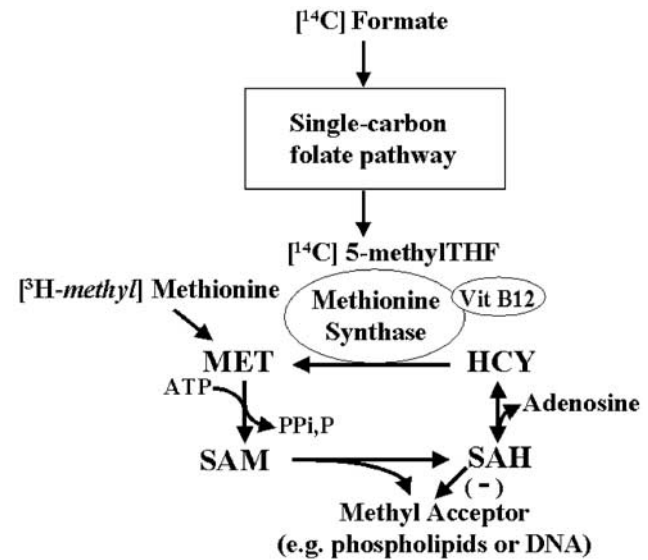 [¹⁴C] Formate
Single-carbon
folate pathway
[¹⁴C] 5-methylTHF
[³H-methyl] Methionine
Methionine
Synthase
Vit B12
MET
HCY
ATP
PPi,P
Adenosine
SAM
SAH
(-)
Methyl Acceptor
(e.g. phospholipids or DNA)